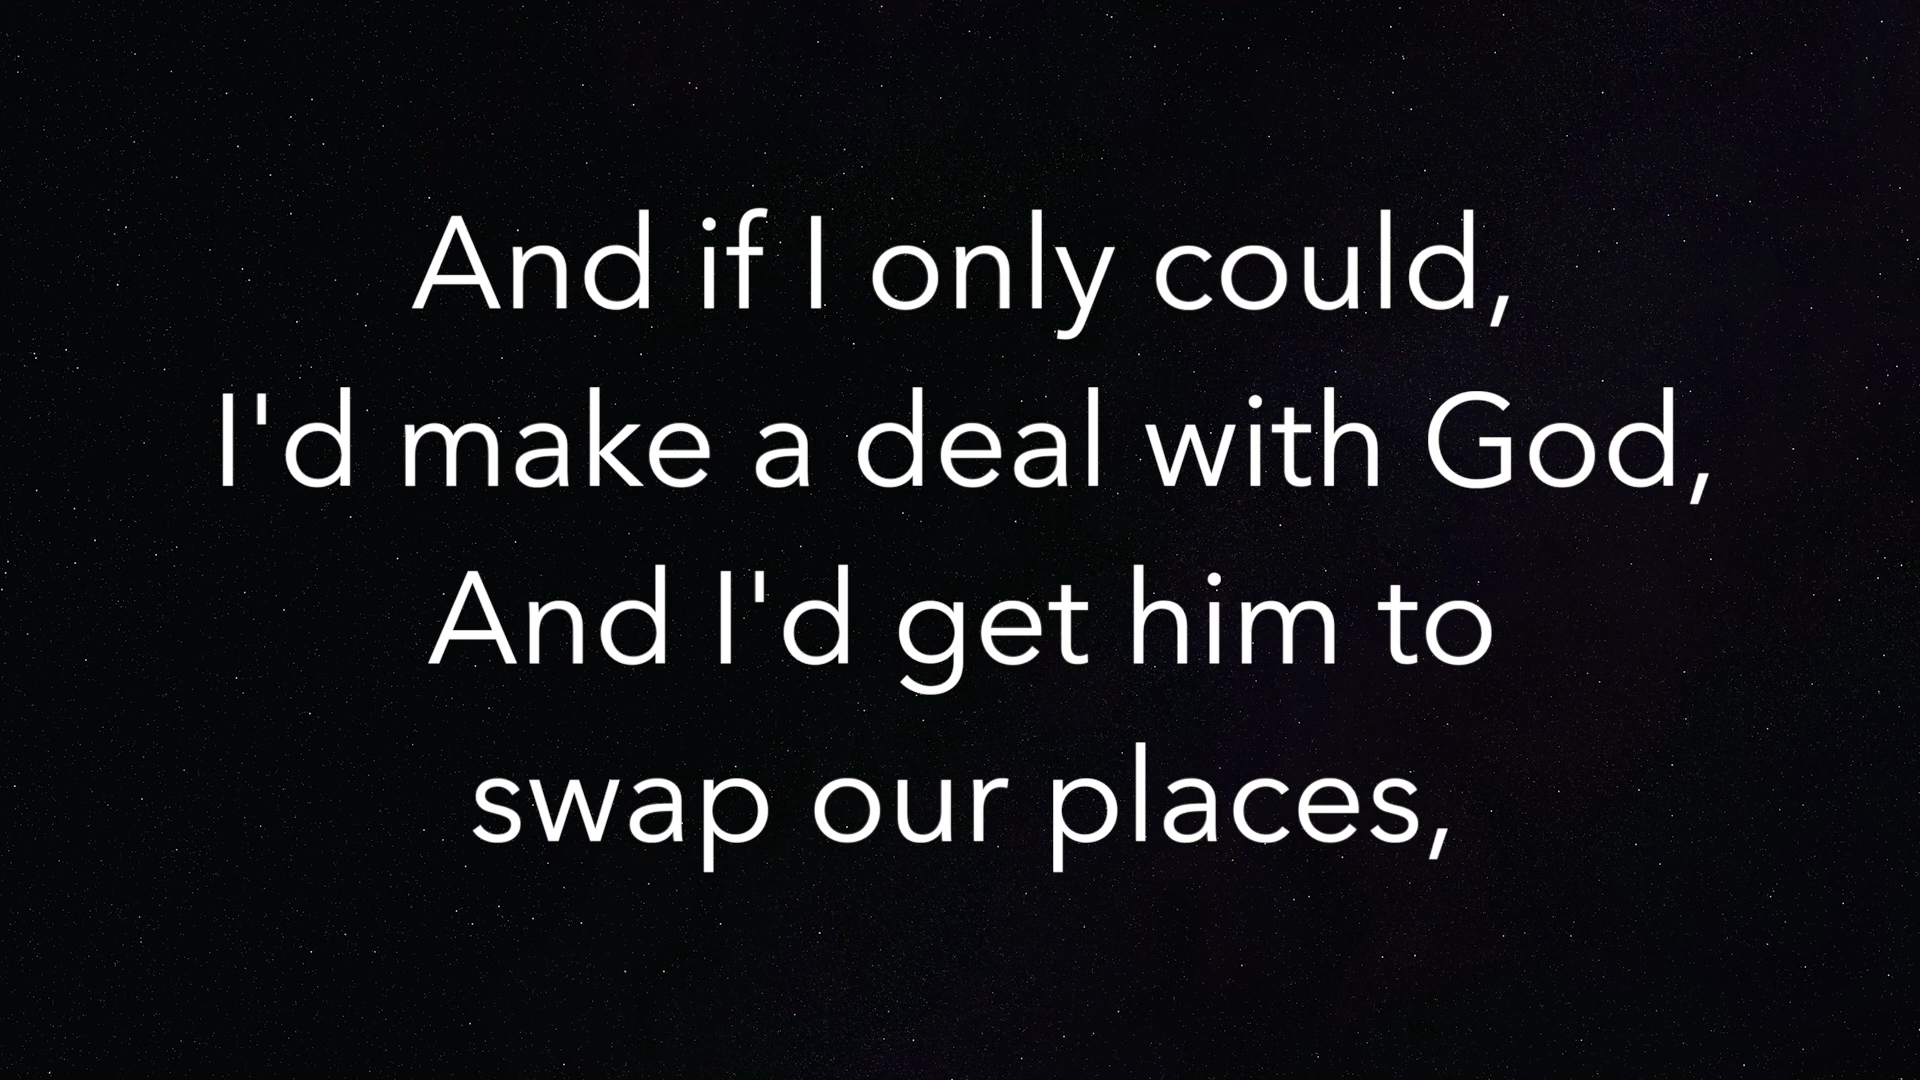 And if I only could,
I'd make a deal with God,
And I'd get him to
swap our places,